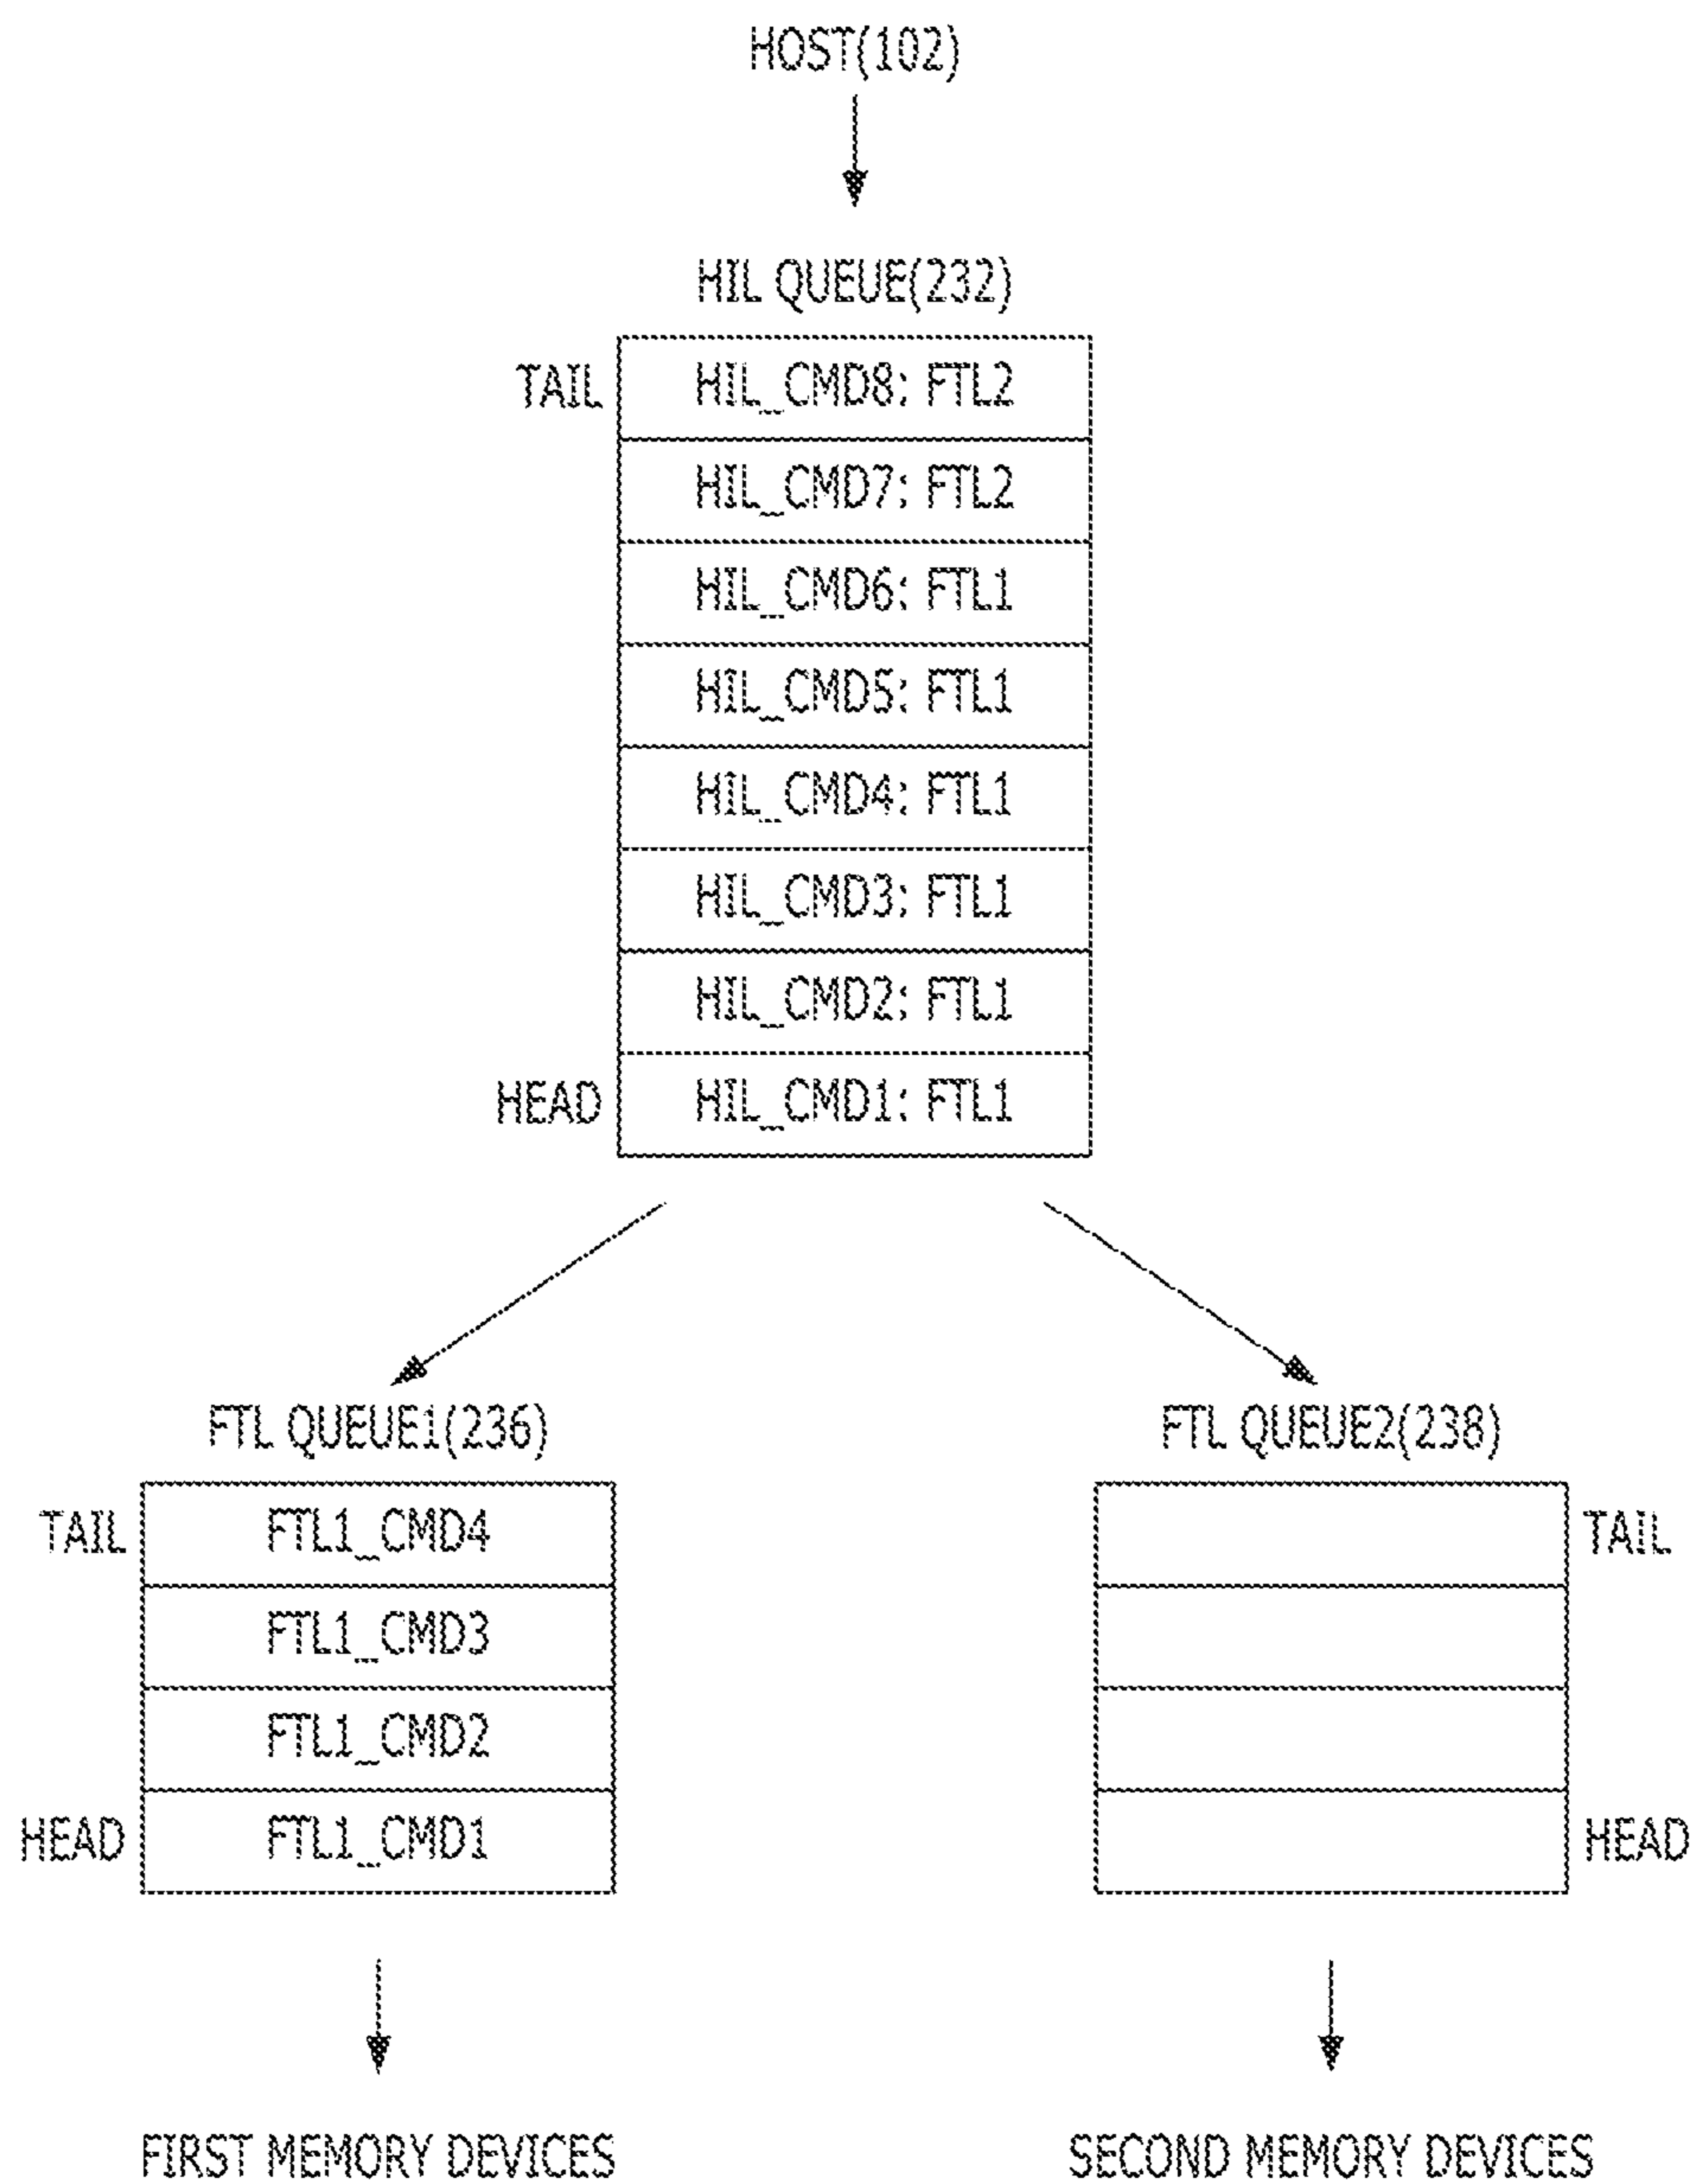 HOST(102)
HIL QUEUE(232)
TAIL HIL_CMD8: FTL2
HIL_CMD7: FTL2
HIL_CMD6: FTL1
HIL_CMD5: FTL1
HIL_CMD4: FTL1
HIL_CMD3: FTL1
HIL_CMD2: FTL1
HEAD HIL_CMD1: FTL1
FTL QUEUE1(236)
TAIL FTL1_CMD4
FTL1_CMD3
FTL1_CMD2
HEAD FTL1_CMD1
FIRST MEMORY DEVICES
FTL QUEUE2(238)
TAIL
HEAD
SECOND MEMORY DEVICES